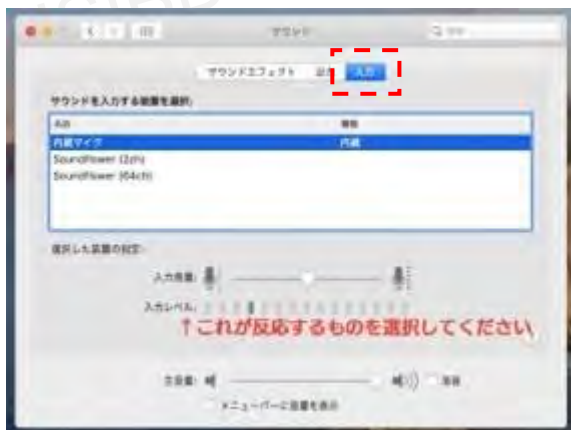 サウンド
サウンドエフェクト 出力 入力
サウンドを入力する装置を選択:
名前 種類
内蔵マイク 内蔵
Soundflower (2ch)
Soundflower (64ch)
選択した装置の設定:
入力音量:
入力レベル:
↑これが反応するものを選択してください
主音量: 消音
メニューバーに音量を表示